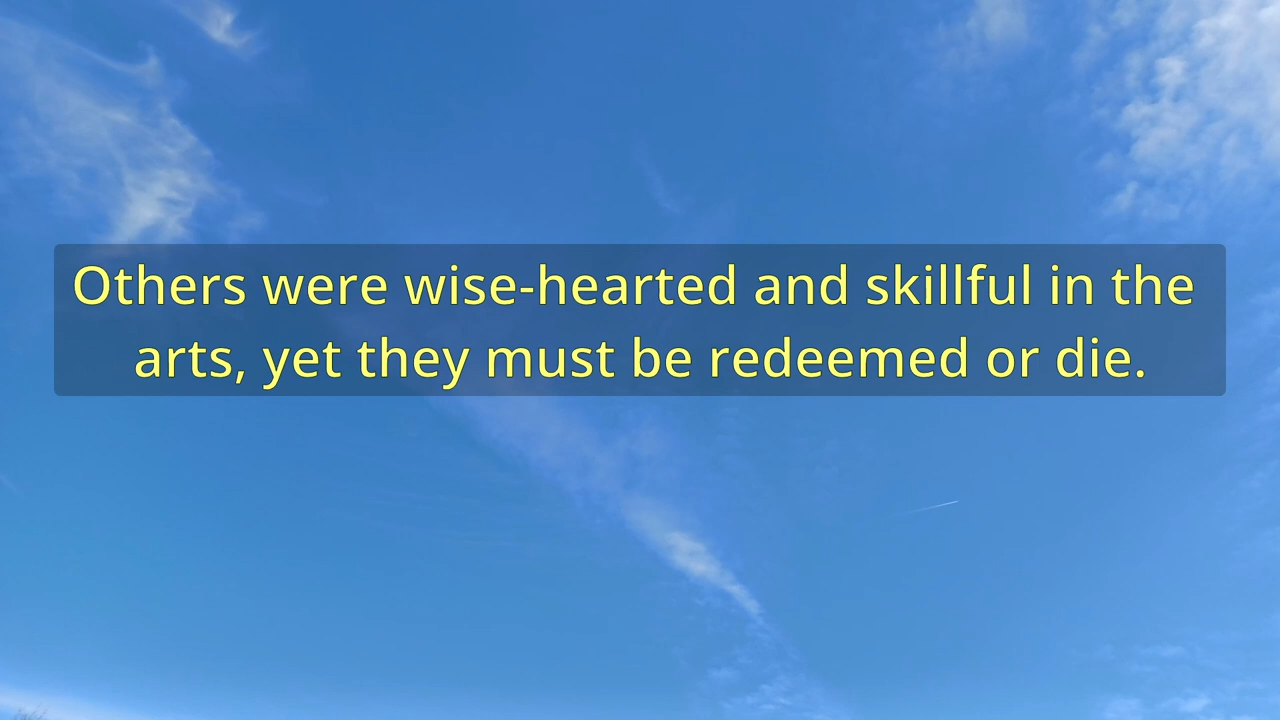 Others were wise-hearted and skillful in the
arts, yet they must be redeemed or die.